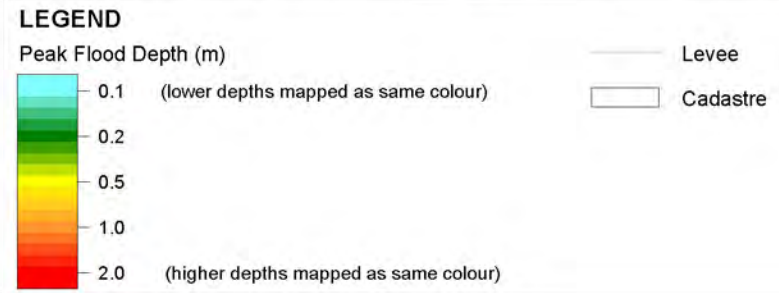 LEGEND
Peak Flood Depth (m)
Levee
0.1 (lower depths mapped as same colour)
Cadastre
0.2
0.5
1.0
2.0 (higher depths mapped as same colour)